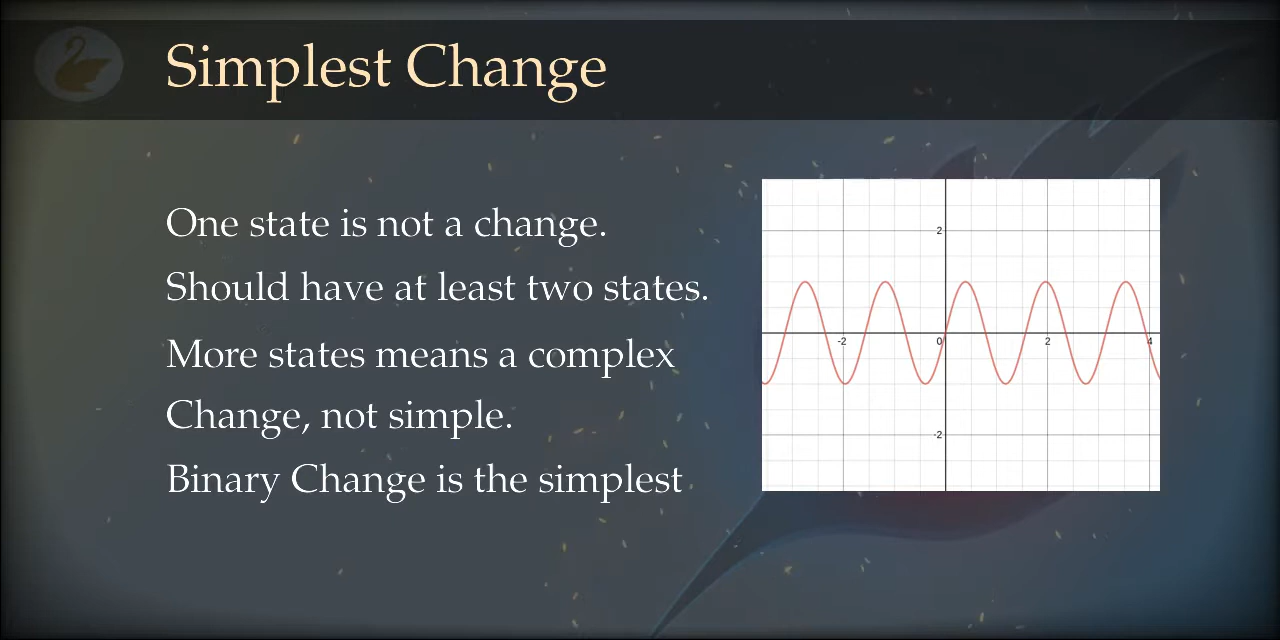 Simplest Change
One state is not a change.
Should have at least two states.
More states means a complex
Change, not simple.
Binary Change is the simplest
2
-2
0
2
4
-2